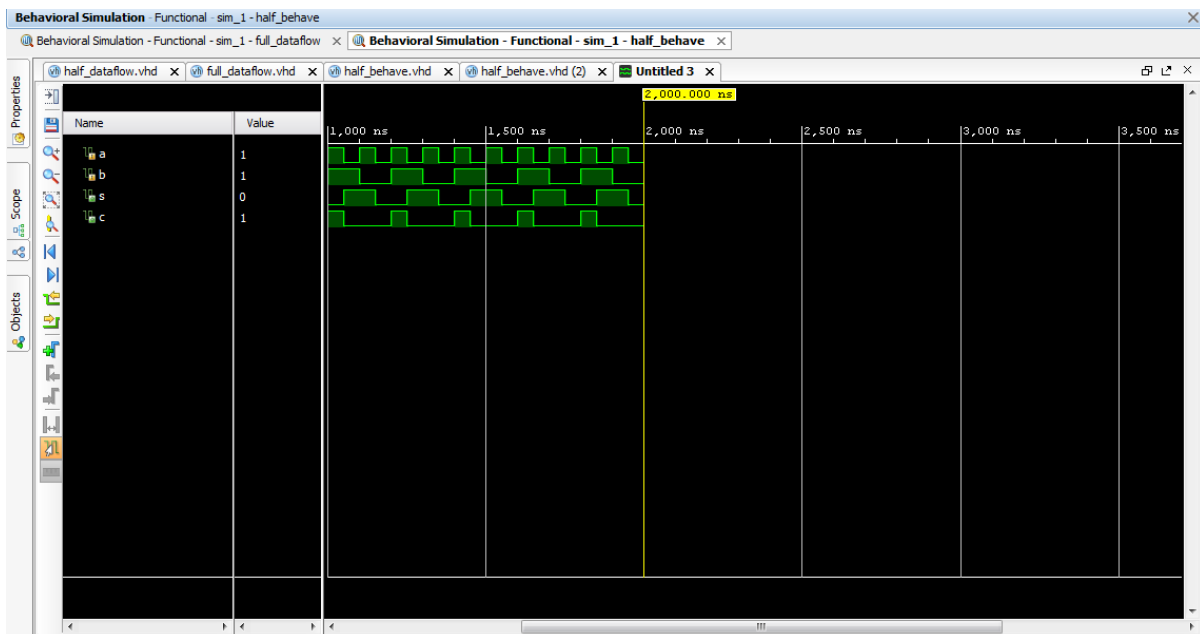 Behavioral Simulation - Functional - sim_1 - half_behave
Behavioral Simulation - Functional - sim_1 - full_dataflow
Behavioral Simulation - Functional - sim_1 - half_behave
half_dataflow.vhd
full_dataflow.vhd
half_behave.vhd
half_behave.vhd (2)
Untitled 3
Properties
Scope
Objects
2,000.000 ns
Name
Value
1,000 ns
1,500 ns
2,000 ns
2,500 ns
3,000 ns
3,500 ns
a 1
b 1
s 0
c 1